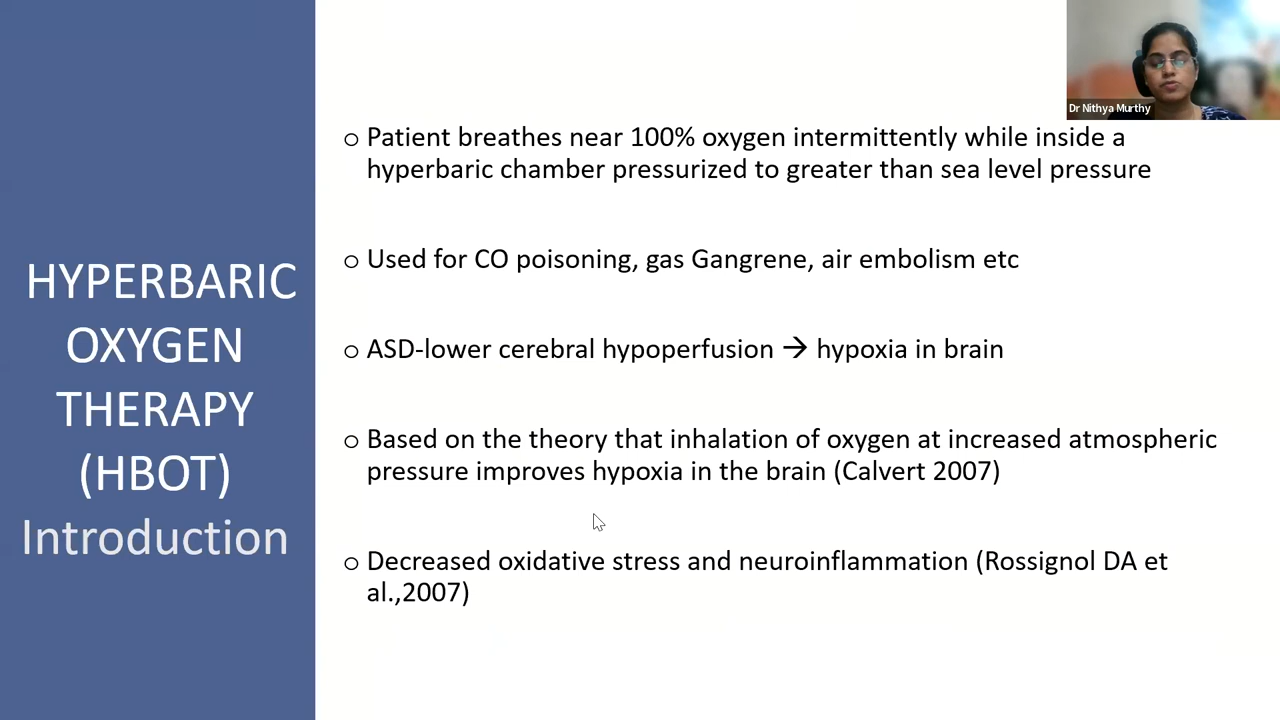 HYPERBARIC
OXYGEN
THERAPY
(HBOT)
Introduction
Dr Nithya Murthy
o Patient breathes near 100% oxygen intermittently while inside a
hyperbaric chamber pressurized to greater than sea level pressure
o Used for CO poisoning, gas Gangrene, air embolism etc
o ASD-lower cerebral hypoperfusion → hypoxia in brain
o Based on the theory that inhalation of oxygen at increased atmospheric
pressure improves hypoxia in the brain (Calvert 2007)
o Decreased oxidative stress and neuroinflammation (Rossignol DA et
al.,2007)